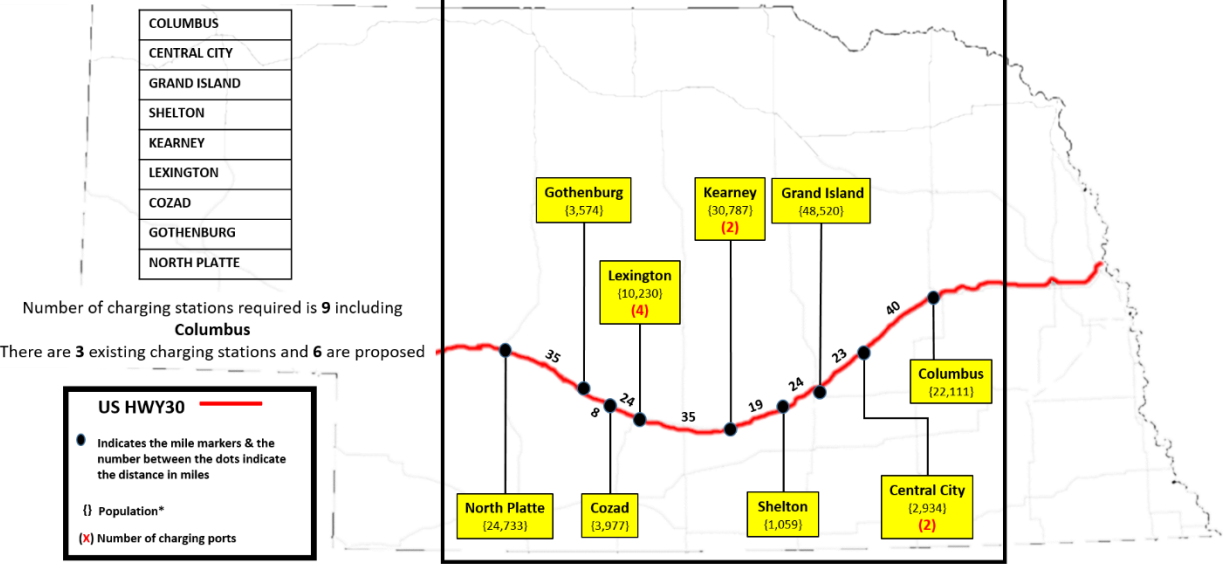 COLUMBUS
CENTRAL CITY
GRAND ISLAND
SHELTON
KEARNEY
LEXINGTON
COZAD
GOTHENBURG
NORTH PLATTE
Number of charging stations required is 9 including
Columbus
There are 3 existing charging stations and 6 are proposed
US HWY30
Indicates the mile markers & the
number between the dots indicate
the distance in miles
{} Population*
(X) Number of charging ports
Gothenburg
{3,574}
Lexington
{10,230}
(4)
Kearney
{30,787}
(2)
Grand Island
{48,520}
35
8
24
35
19
24
23
40
North Platte
{24,733}
Cozad
{3,977}
Shelton
{1,059}
Central City
{2,934}
(2)
Columbus
{22,111}